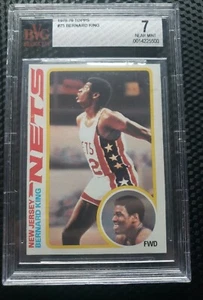 1978-79 TOPPS
#75 BERNARD KING
7
NEAR MINT
NETS
NEW JERSEY
BERNARD KING
FWD